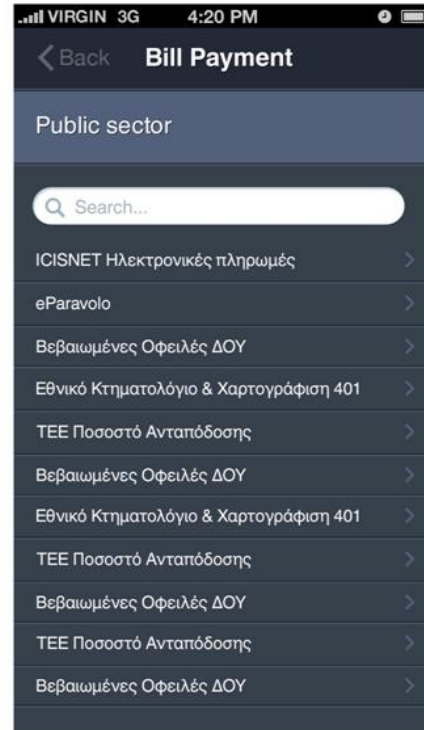 VIRGIN 3G 4:20 PM
Back Bill Payment
Public sector
Search...
ICISNET Ηλεκτρονικές πληρωμές
eParavolo
Βεβαιωμένες Οφειλές ΔΟΥ
Εθνικό Κτηματολόγιο & Χαρτογράφιση 401
ΤΕΕ Ποσοστό Ανταπόδοσης
Βεβαιωμένες Οφειλές ΔΟΥ
Εθνικό Κτηματολόγιο & Χαρτογράφιση 401
ΤΕΕ Ποσοστό Ανταπόδοσης
Βεβαιωμένες Οφειλές ΔΟΥ
ΤΕΕ Ποσοστό Ανταπόδοσης
Βεβαιωμένες Οφειλές ΔΟΥ